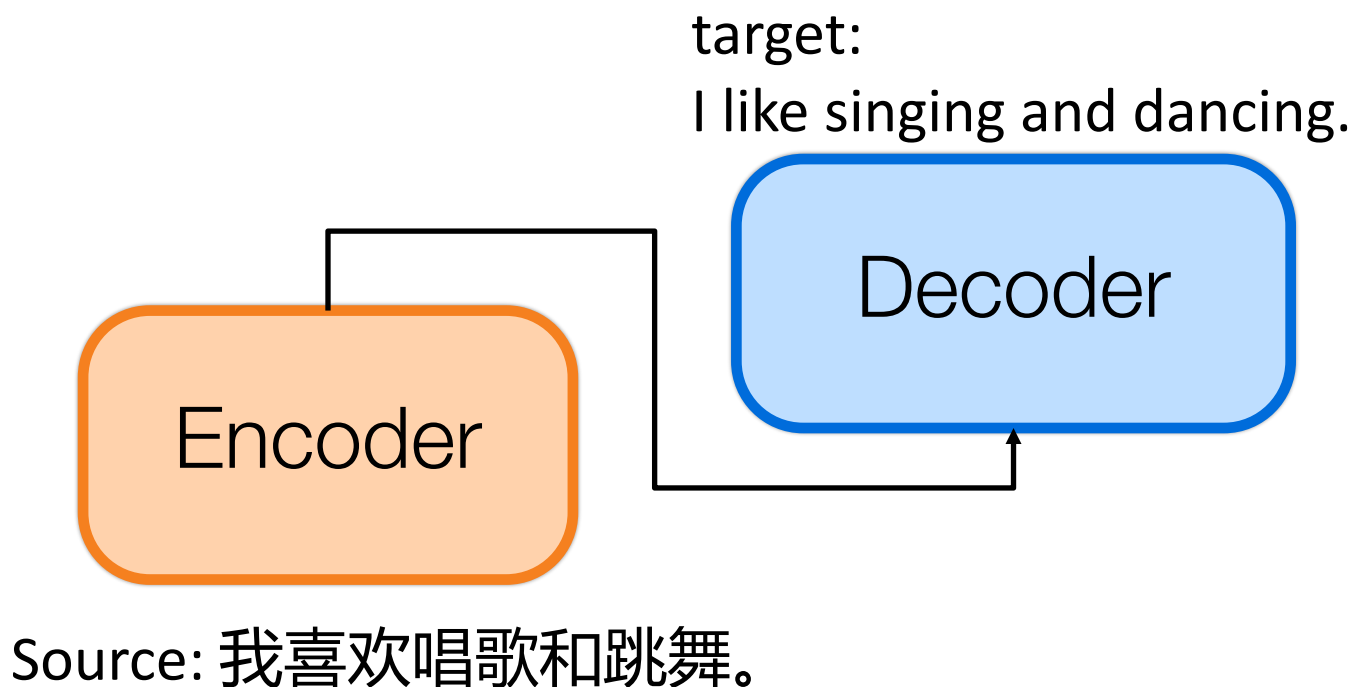 target:
I like singing and dancing.
Decoder
Encoder
Source: 我喜欢唱歌和跳舞。